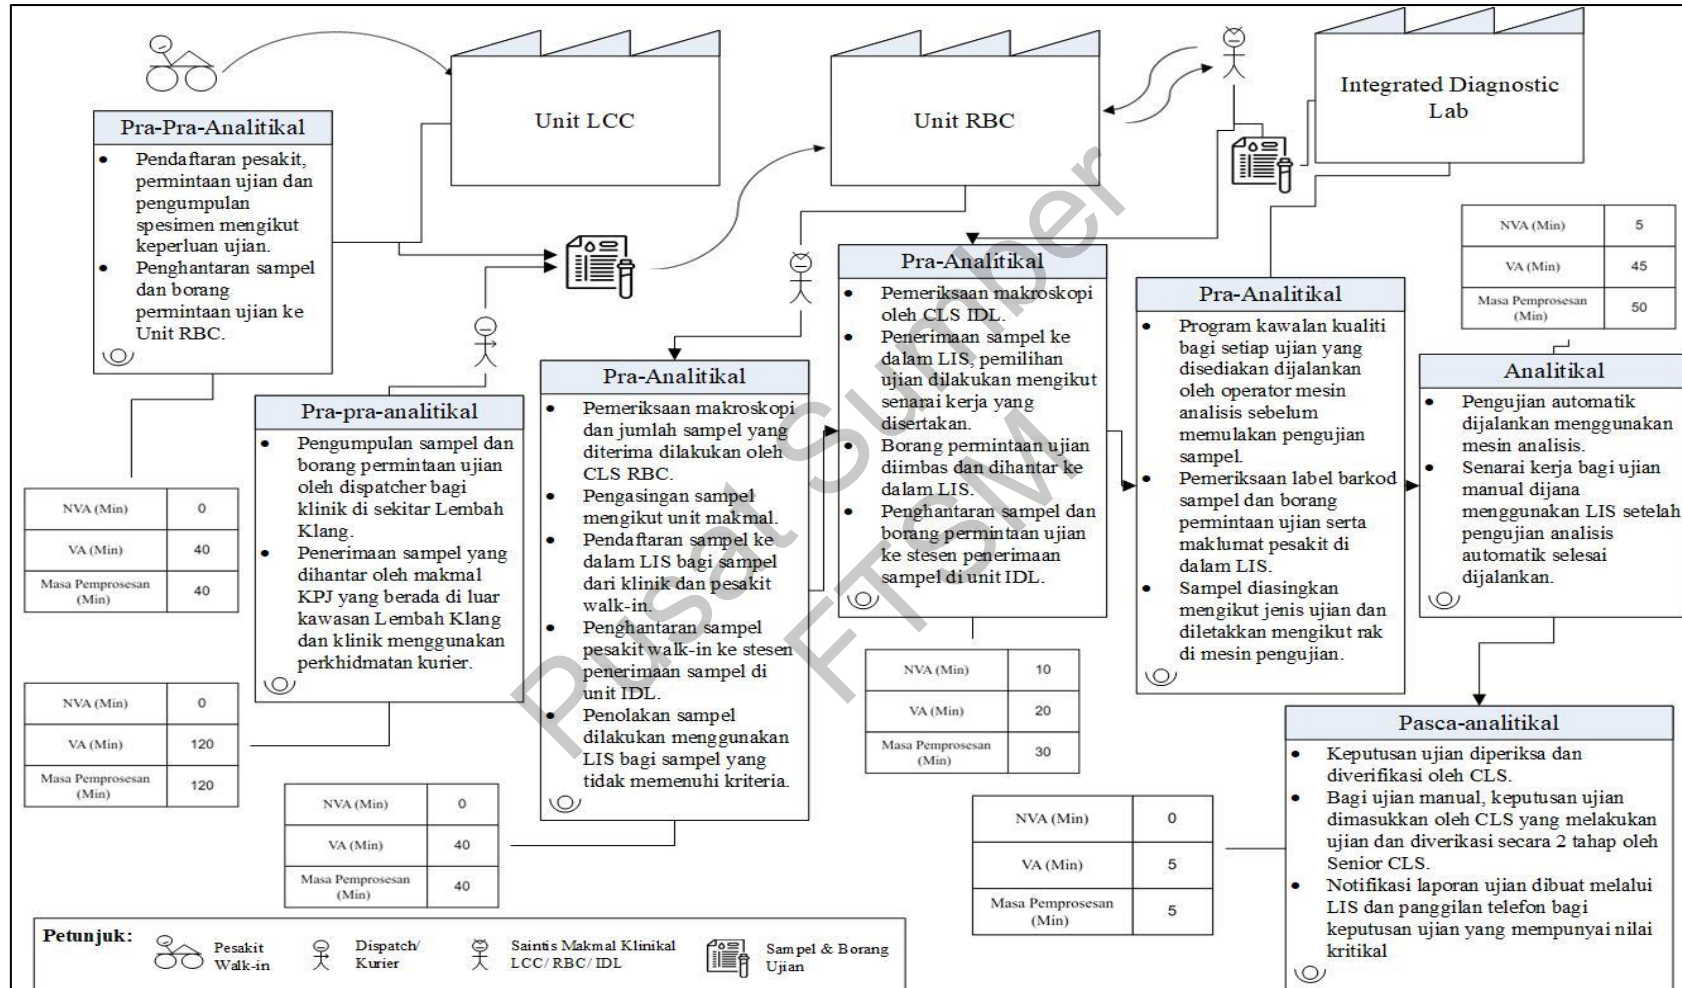 Unit LCC
Unit RBC
Integrated Diagnostic
Lab
Pra-Pra-Analitikal
• Pendaftaran pesakit,
permintaan ujian dan
pengumpulan
spesimen mengikut
keperluan ujian.
• Penghantaran sampel
dan borang
permintaan ujian ke
Unit RBC.
NVA (Min) 0
VA (Min) 40
Masa Pemprosesan
(Min) 40
Pra-pra-analitikal
• Pengumpulan sampel dan
borang permintaan ujian
oleh dispatcher bagi
klinik di sekitar Lembah
Klang.
• Penerimaan sampel yang
dihantar oleh makmal
KPJ yang berada di luar
kawasan Lembah Klang
dan klinik menggunakan
perkhidmatan kurier.
NVA (Min) 0
VA (Min) 120
Masa Pemprosesan
(Min) 120
Pra-Analitikal
• Pemeriksaan makroskopi
dan jumlah sampel yang
diterima dilakukan oleh
CLS RBC.
• Pengasingan sampel
mengikut unit makmal.
• Pendaftaran sampel ke
dalam LIS bagi sampel
dari klinik dan pesakit
walk-in.
• Penghantaran sampel
pesakit walk-in ke stesen
penerimaan sampel di
unit IDL.
• Penolakan sampel
dilakukan menggunakan
LIS bagi sampel yang
tidak memenuhi kriteria.
NVA (Min) 0
VA (Min) 40
Masa Pemprosesan
(Min) 40
Pra-Analitikal
• Pemeriksaan makroskopi
oleh CLS IDL.
• Penerimaan sampel ke
dalam LIS, pemilihan
ujian dilakukan mengikut
senarai kerja yang
disertakan.
• Borang permintaan ujian
diimbas dan dihantar ke
dalam LIS.
• Penghantaran sampel dan
borang permintaan ujian
ke stesen penerimaan
sampel di unit IDL.
NVA (Min) 10
VA (Min) 20
Masa Pemprosesan
(Min) 30
Pra-Analitikal
• Program kawalan kualiti
bagi setiap ujian yang
disediakan dijalankan
oleh operator mesin
analisis sebelum
memulakan pengujian
sampel.
• Pemeriksaan label barkod
sampel dan borang
permintaan ujian serta
maklumat pesakit di
dalam LIS.
• Sampel diasingkan
mengikut jenis ujian dan
diletakkan mengikut rak
di mesin pengujian.
NVA (Min) 5
VA (Min) 45
Masa Pemprosesan
(Min) 50
Analitikal
• Pengujian automatik
dijalankan menggunakan
mesin analisis.
• Senarai kerja bagi ujian
manual dijana
menggunakan LIS setelah
pengujian analisis
automatik selesai
dijalankan.
Pasca-analitikal
• Keputusan ujian diperiksa dan
diverifikasi oleh CLS.
• Bagi ujian manual, keputusan ujian
dimasukkan oleh CLS yang melakukan
ujian dan diverikasi secara 2 tahap oleh
Senior CLS.
• Notifikasi laporan ujian dibuat melalui
LIS dan panggilan telefon bagi
keputusan ujian yang mempunyai nilai
kritikal
NVA (Min) 0
VA (Min) 5
Masa Pemprosesan
(Min) 5
Petunjuk:
Pesakit
Walk-in
Dispatch/
Kurier
Saintis Makmal Klinikal
LCC/ RBC/ IDL
Sampel & Borang
Ujian
Pusat Sumber
FTSM